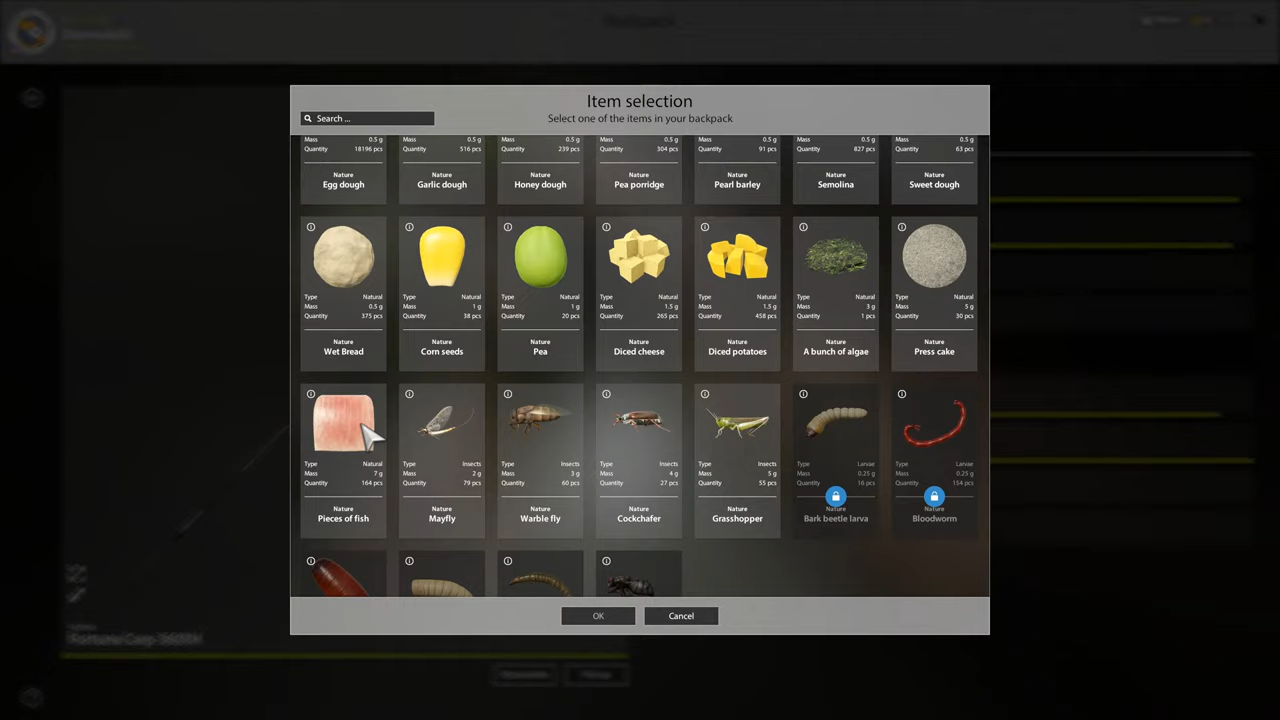 Item selection
Search ...
Select one of the items in your backpack
Mass 0.5 g
Quantity 18196 pcs
Nature
Egg dough
Mass 0.5 g
Quantity 516 pcs
Nature
Garlic dough
Mass 0.5 g
Quantity 239 pcs
Nature
Honey dough
Mass 0.5 g
Quantity 304 pcs
Nature
Pea porridge
Mass 0.5 g
Quantity 91 pcs
Nature
Pearl barley
Mass 0.5 g
Quantity 827 pcs
Nature
Semolina
Mass 0.5 g
Quantity 63 pcs
Nature
Sweet dough
Type Natural
Mass 0.5 g
Quantity 375 pcs
Nature
Wet Bread
Type Natural
Mass 1 g
Quantity 38 pcs
Nature
Corn seeds
Type Natural
Mass 1 g
Quantity 20 pcs
Nature
Pea
Type Natural
Mass 1.5 g
Quantity 265 pcs
Nature
Diced cheese
Type Natural
Mass 1.5 g
Quantity 458 pcs
Nature
Diced potatoes
Type Natural
Mass 3 g
Quantity 1 pcs
Nature
A bunch of algae
Type Natural
Mass 5 g
Quantity 30 pcs
Nature
Press cake
Type Natural
Mass 7 g
Quantity 164 pcs
Nature
Pieces of fish
Type Insects
Mass 2 g
Quantity 79 pcs
Nature
Mayfly
Type Insects
Mass 3 g
Quantity 60 pcs
Nature
Warble fly
Type Insects
Mass 4 g
Quantity 27 pcs
Nature
Cockchafer
Type Insects
Mass 5 g
Quantity 55 pcs
Nature
Grasshopper
Type Larvae
Mass 0.25 g
Quantity 16 pcs
Nature
Bark beetle larva
Type Larvae
Mass 0.25 g
Quantity 154 pcs
Nature
Bloodworm
OK
Cancel